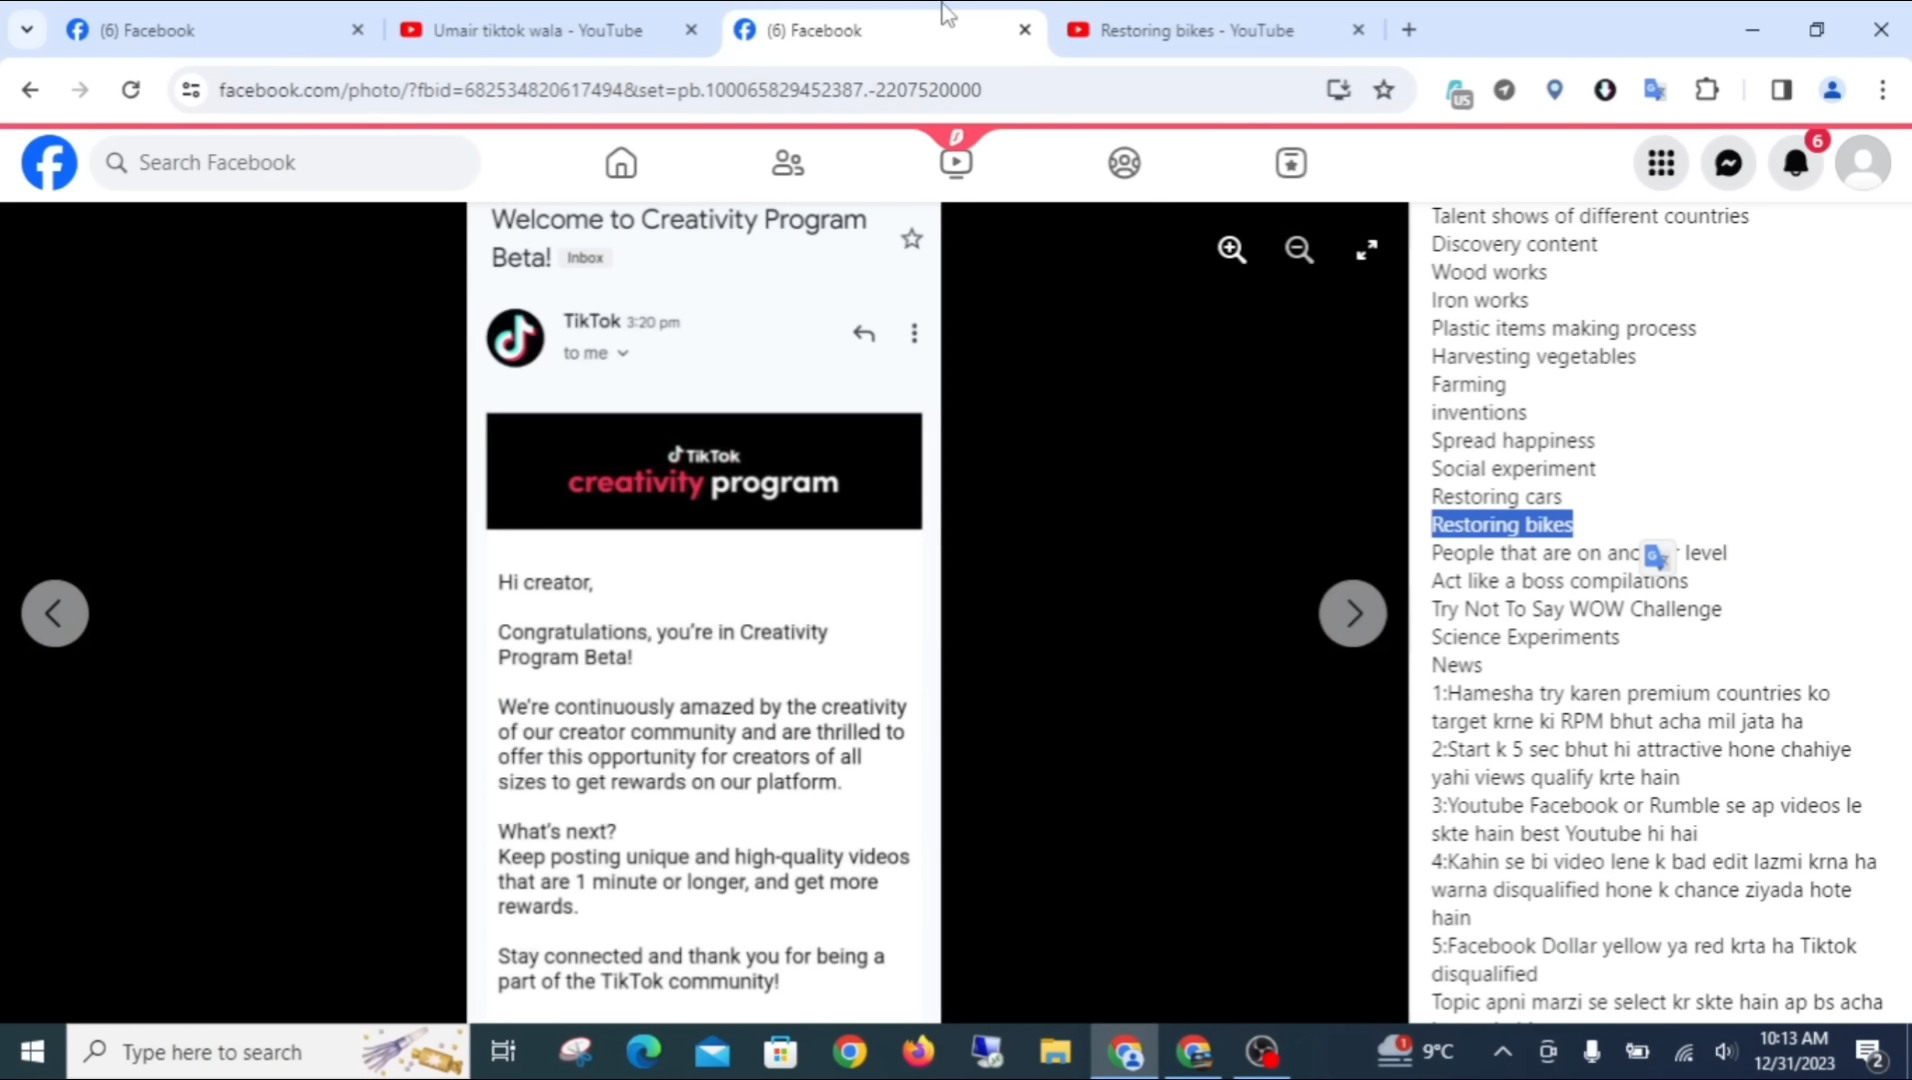 (6) Facebook
Umair tiktok wala - YouTube
(6) Facebook
Restoring bikes - YouTube
facebook.com/photo/?fbid=682534820617494&set=pb.100065829452387.-2207520000
US
Search Facebook
6
Welcome to Creativity Program
Beta! Inbox
TikTok 3:20 pm
to me
TikTok
creativity program
Hi creator,
Congratulations, you're in Creativity
Program Beta!
We're continuously amazed by the creativity
of our creator community and are thrilled to
offer this opportunity for creators of all
sizes to get rewards on our platform.
What's next?
Keep posting unique and high-quality videos
that are 1 minute or longer, and get more
rewards.
Stay connected and thank you for being a
part of the TikTok community!
Talent shows of different countries
Discovery content
Wood works
Iron works
Plastic items making process
Harvesting vegetables
Farming
inventions
Spread happiness
Social experiment
Restoring cars
Restoring bikes
People that are on level
Act like a boss compilations
Try Not To Say WOW Challenge
Science Experiments
News
1:Hamesha try karen premium countries ko
target krne ki RPM bhut acha mil jata ha
2:Start k 5 sec bhut hi attractive hone chahiye
yahi views qualify krte hain
3:Youtube Facebook or Rumble se ap videos le
skte hain best Youtube hi hai
4:Kahin se bi video lene k bad edit lazmi krna ha
warna disqualified hone k chance ziyada hote
hain
5:Facebook Dollar yellow ya red krta ha Tiktok
disqualified
Topic apni marzi se select kr skte hain ap bs acha
Type here to search
1
9°C
10:13 AM
12/31/2023
2